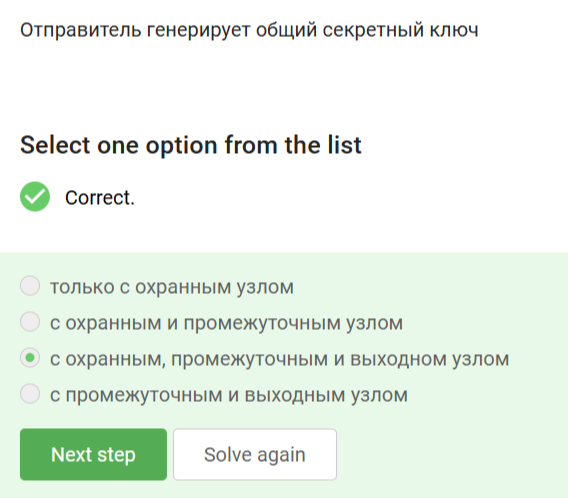 Отправитель генерирует общий секретный ключ
Select one option from the list
Correct.
только с охранным узлом
с охранным и промежуточным узлом
с охранным, промежуточным и выходном узлом
с промежуточным и выходным узлом
Next step
Solve again